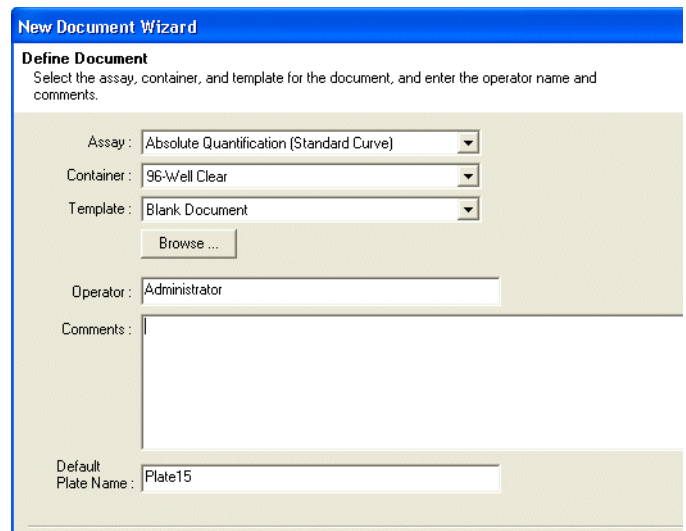 New Document Wizard
Define Document
Select the assay, container, and template for the document, and enter the operator name and
comments.
Assay : Absolute Quantification (Standard Curve)
Container : 96-Well Clear
Template : Blank Document
Browse ...
Operator : Administrator
Comments :
Default
Plate Name : Plate15